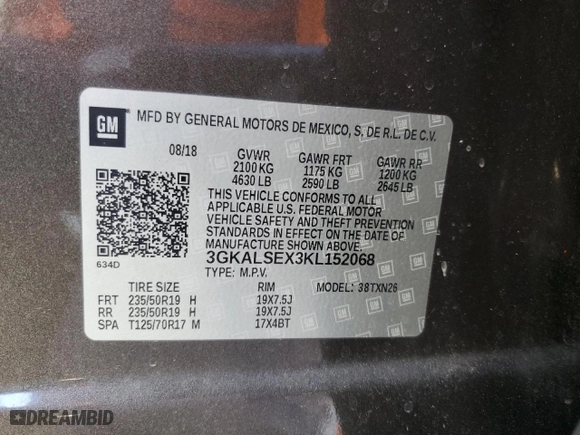 GM
MFD BY GENERAL MOTORS DE MEXICO, S, DE R.L. DE C.V.
08/18 GVWR GAWR FRT GAWR RR
2100 KG 1175 KG 1200 KG
4630 LB 2590 LB 2645 LB
THIS VEHICLE CONFORMS TO ALL
APPLICABLE U.S. FEDERAL MOTOR
VEHICLE SAFETY AND THEFT PREVENTION
STANDARDS IN EFFECT ON THE DATE OF
MANUFACTURE SHOWN ABOVE.
3GKALSEX3KL152068
634D TYPE: M.P.V.
TIRE SIZE RIM MODEL: 38TXN26
FRT 235/50R19 H 19X7.5J
RR 235/50R19 H 19X7.5J
SPA T125/70R17 M 17X4BT
DREAMBID